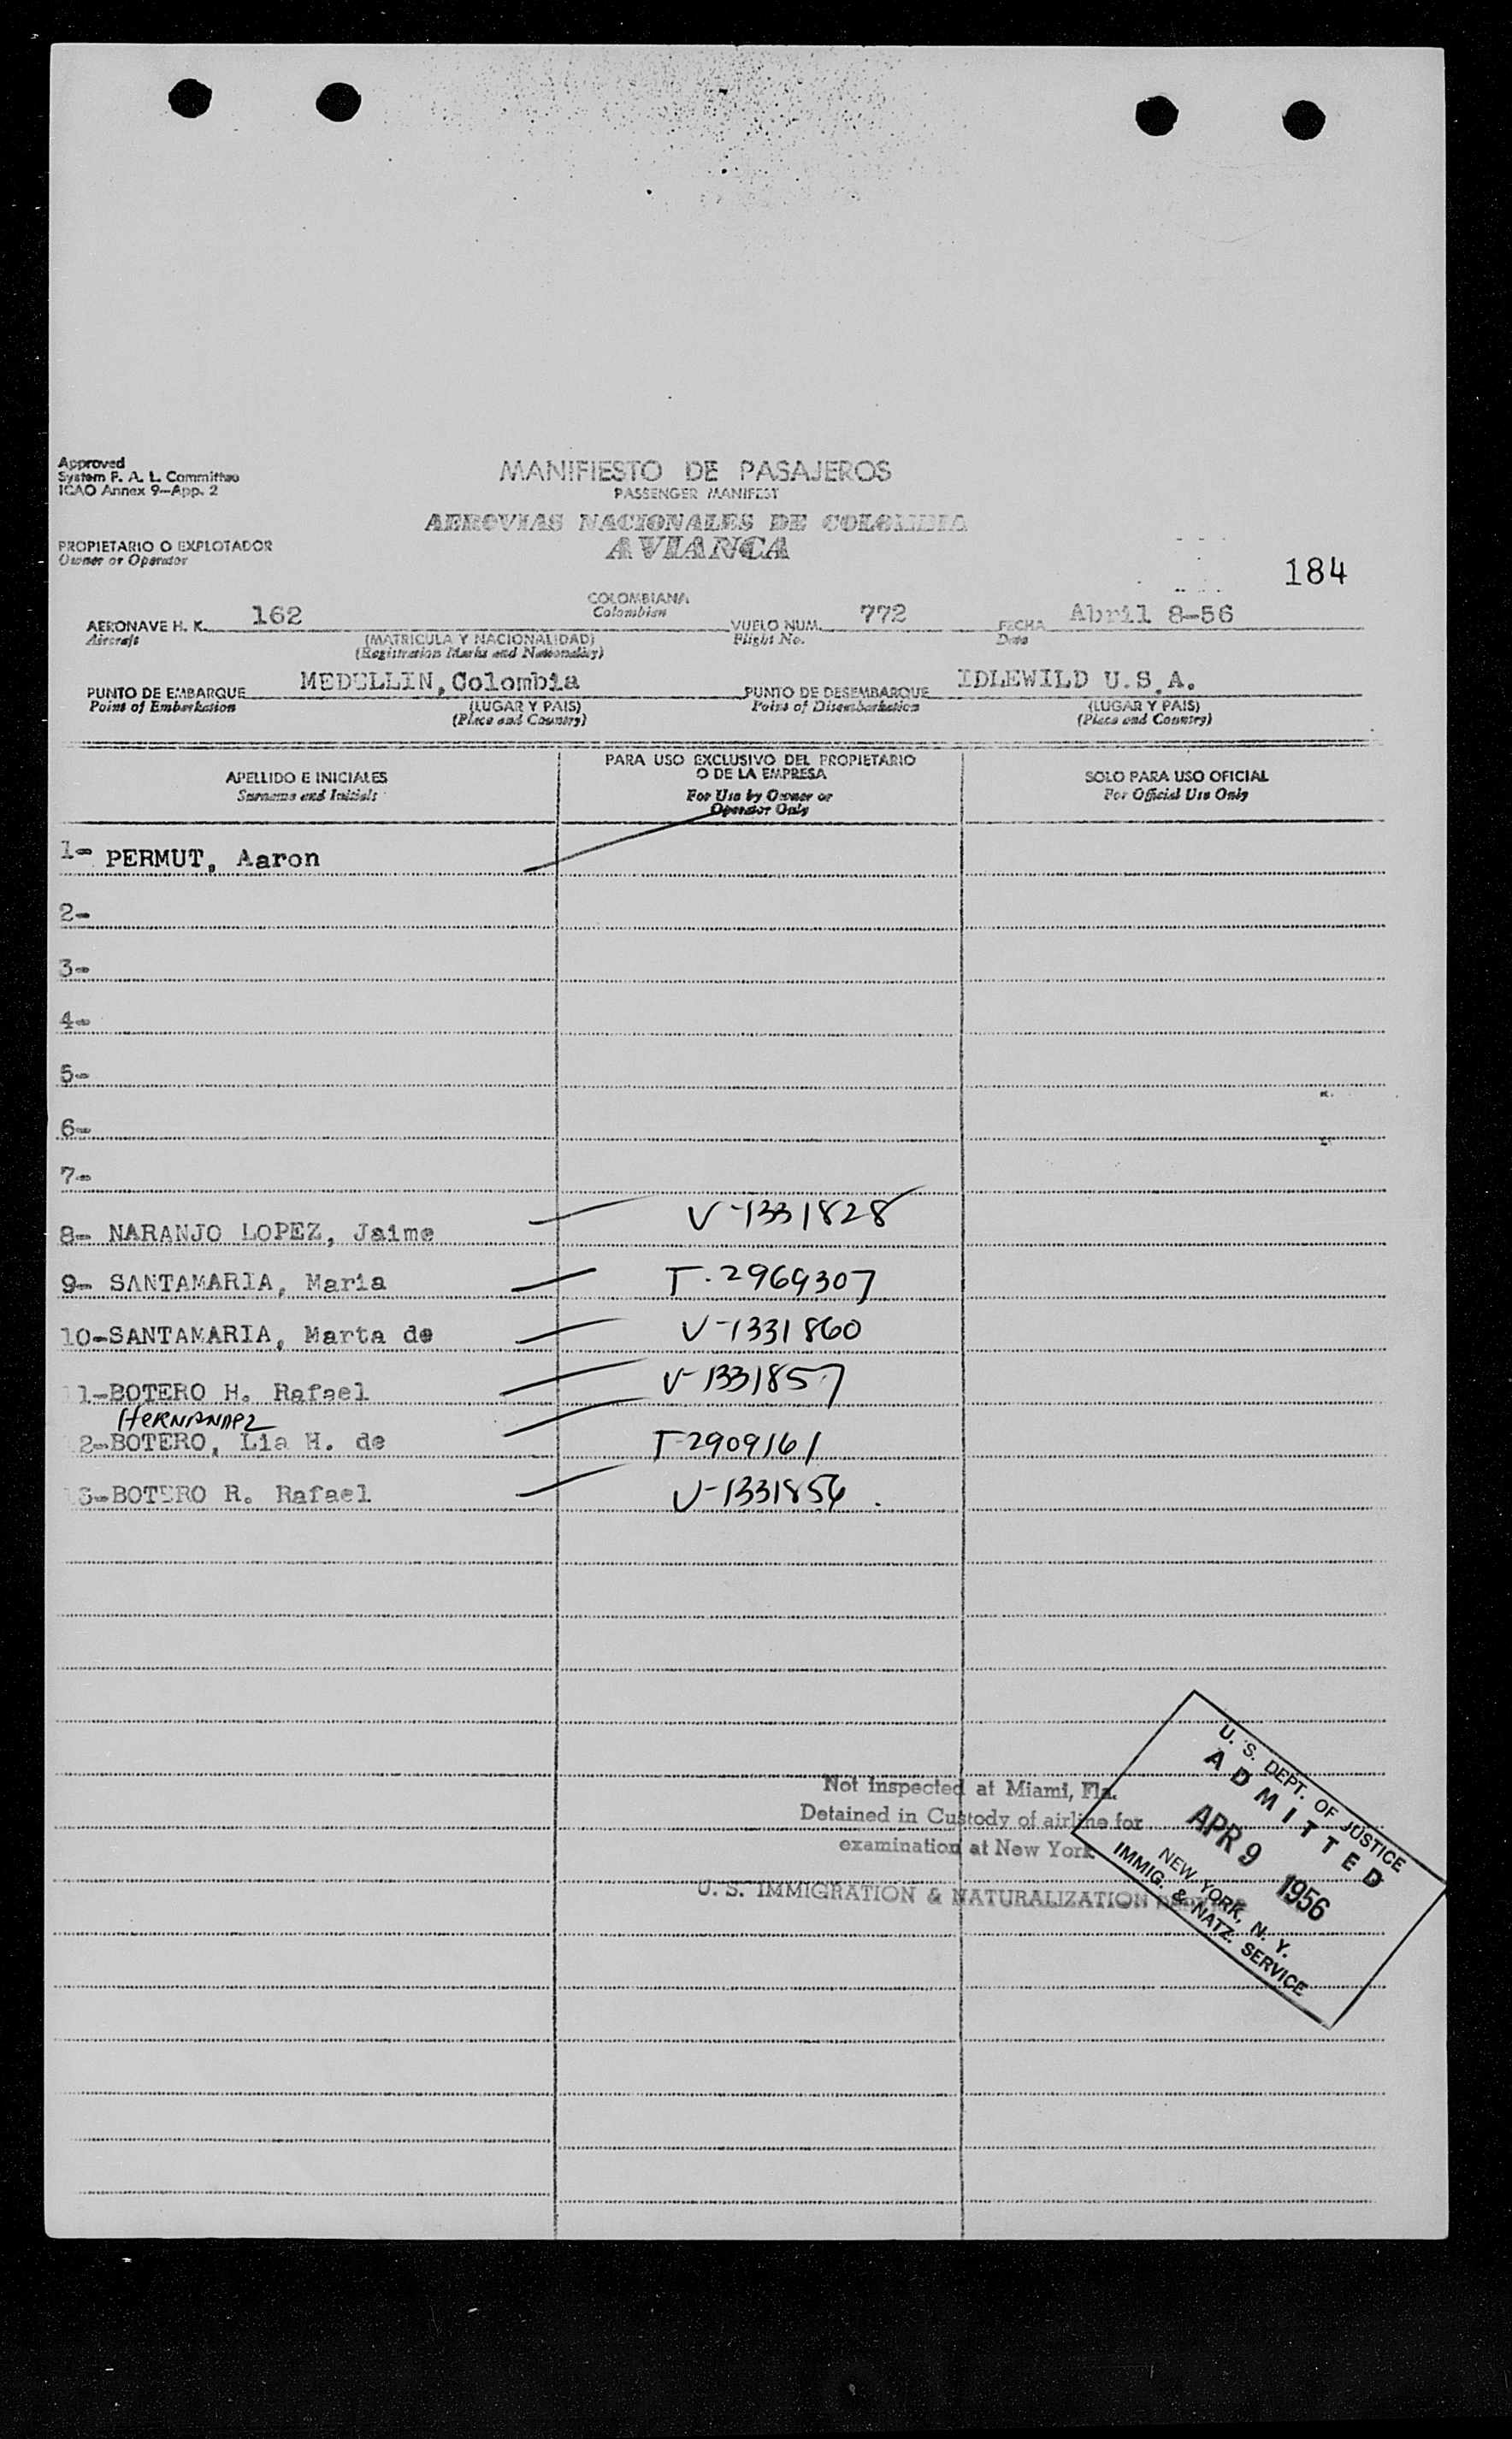 Approved
System F. A. L. Committee
ICAO Annex 9-App. 2
MANIFIESTO DE PASAJEROS
PASSENGER MANIFEST
AEROVIAS NACIONALES DE COLOMBIA
AVIANCA
PROPIETARIO O EXPLOTADOR
Owner or Operator
184
AERONAVE H. K. 162 COLOMBIANA VUELO NUM. 772 FECHA Abril 8-56
Aircraft Colombian Flight No. Date
(MATRICULA Y NACIONALIDAD)
(Registration Marks and Nationality)
PUNTO DE EMBARQUE MEDELLIN, Colombia PUNTO DE DESEMBARQUE IDLEWILD U.S.A.
Point of Embarkation (LUGAR Y PAIS) Point of Disembarkation (LUGAR Y PAIS)
(Place and Country) (Place and Country)
APELLIDO E INICIALES
Surname and Initials
PARA USO EXCLUSIVO DEL PROPIETARIO
O DE LA EMPRESA
For Use by Owner or
Operator Only
SOLO PARA USO OFICIAL
For Official Use Only
1- PERMUT, Aaron
2-
3-
4-
5-
6-
7-
8- NARANJO LOPEZ, Jaime V-1331828
9- SANTAMARIA, Maria T-2969307
10-SANTAMARIA, Marta de V-1331860
11-BOTERO H. Rafael V-1331857
HERNANDEZ
12-BOTERO, Lia H. de T-2909161
13-BOTERO R. Rafael V-1331856
Not inspected at Miami, Fla.
Detained in Custody of airline for
examination at New York
U. S. IMMIGRATION & NATURALIZATION
U. S. DEPT. OF JUSTICE
ADMITTED
APR 9 1956
NEW YORK, N. Y.
IMMIG. & NATZ. SERVICE